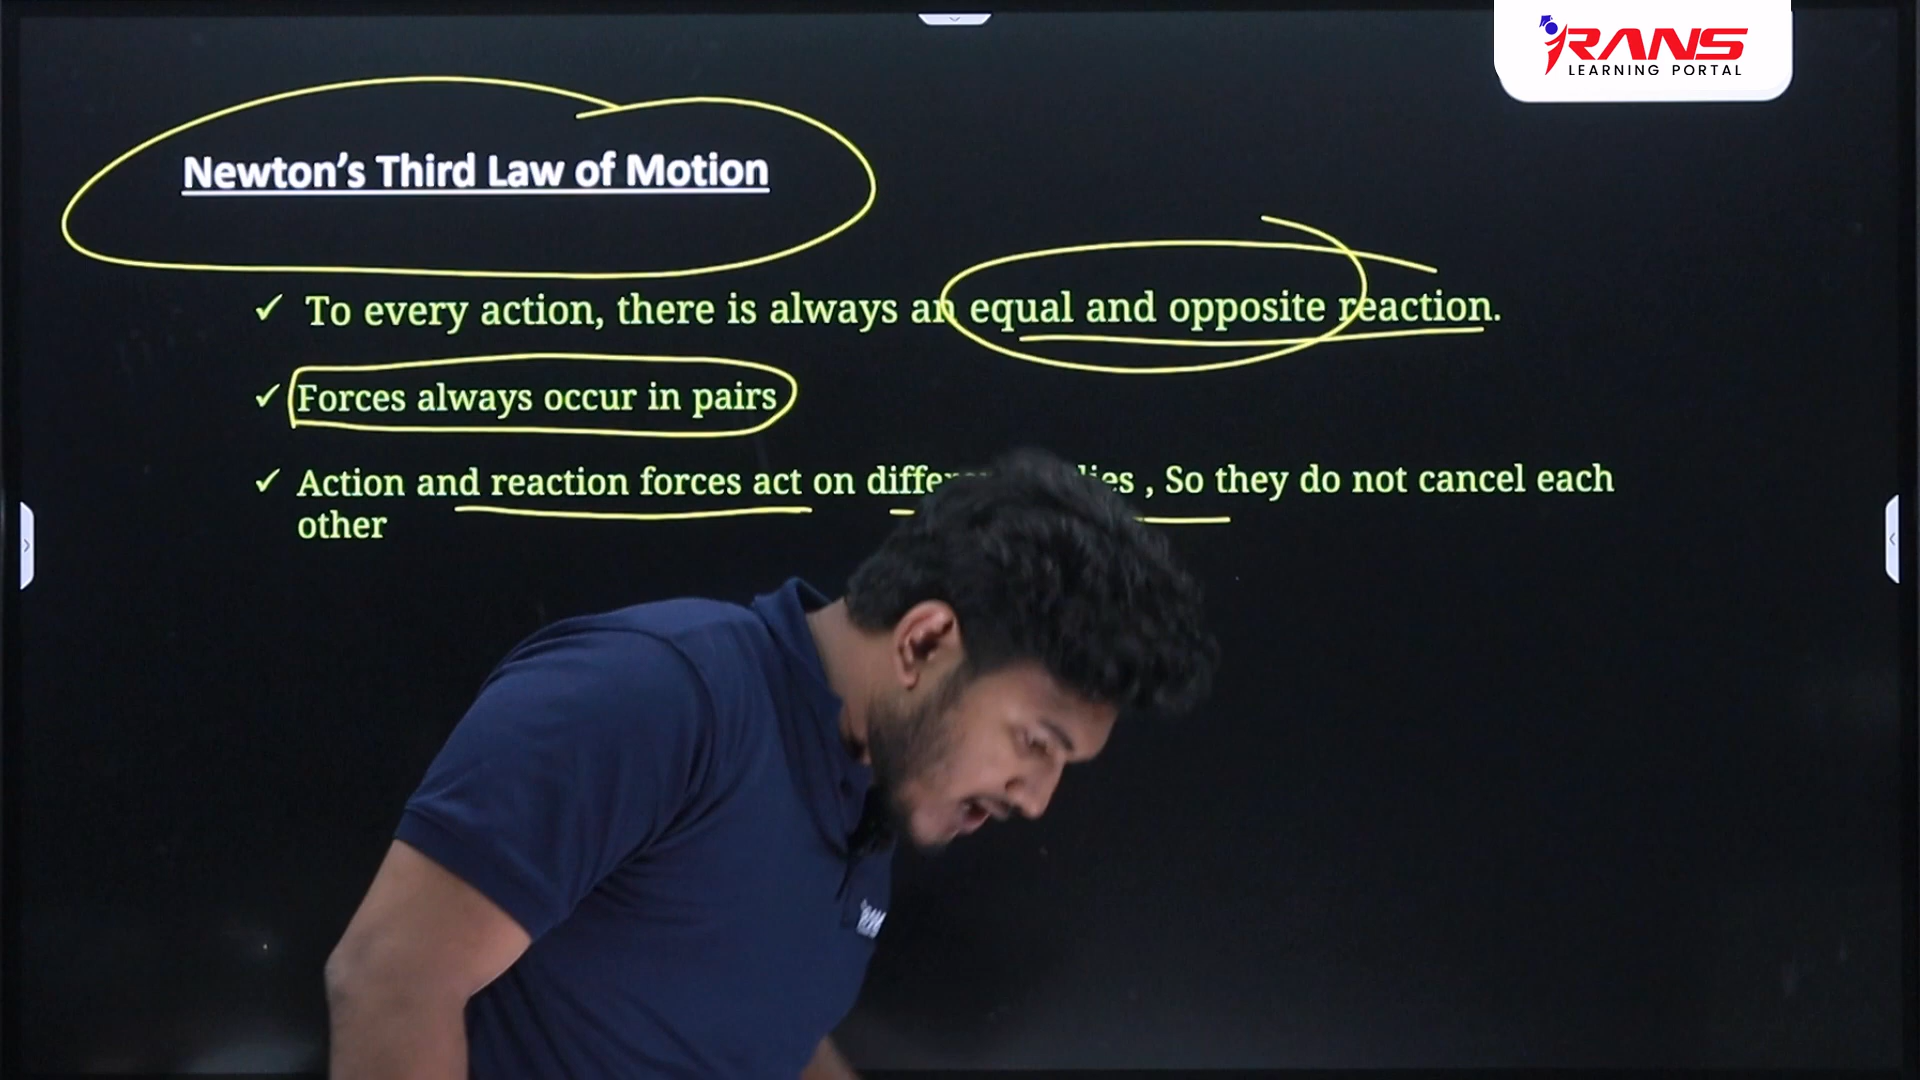 RANS
LEARNING PORTAL
Newton's Third Law of Motion
✓ To every action, there is always an equal and opposite reaction.
✓ Forces always occur in pairs
✓ Action and reaction forces act on , So they do not cancel each
other